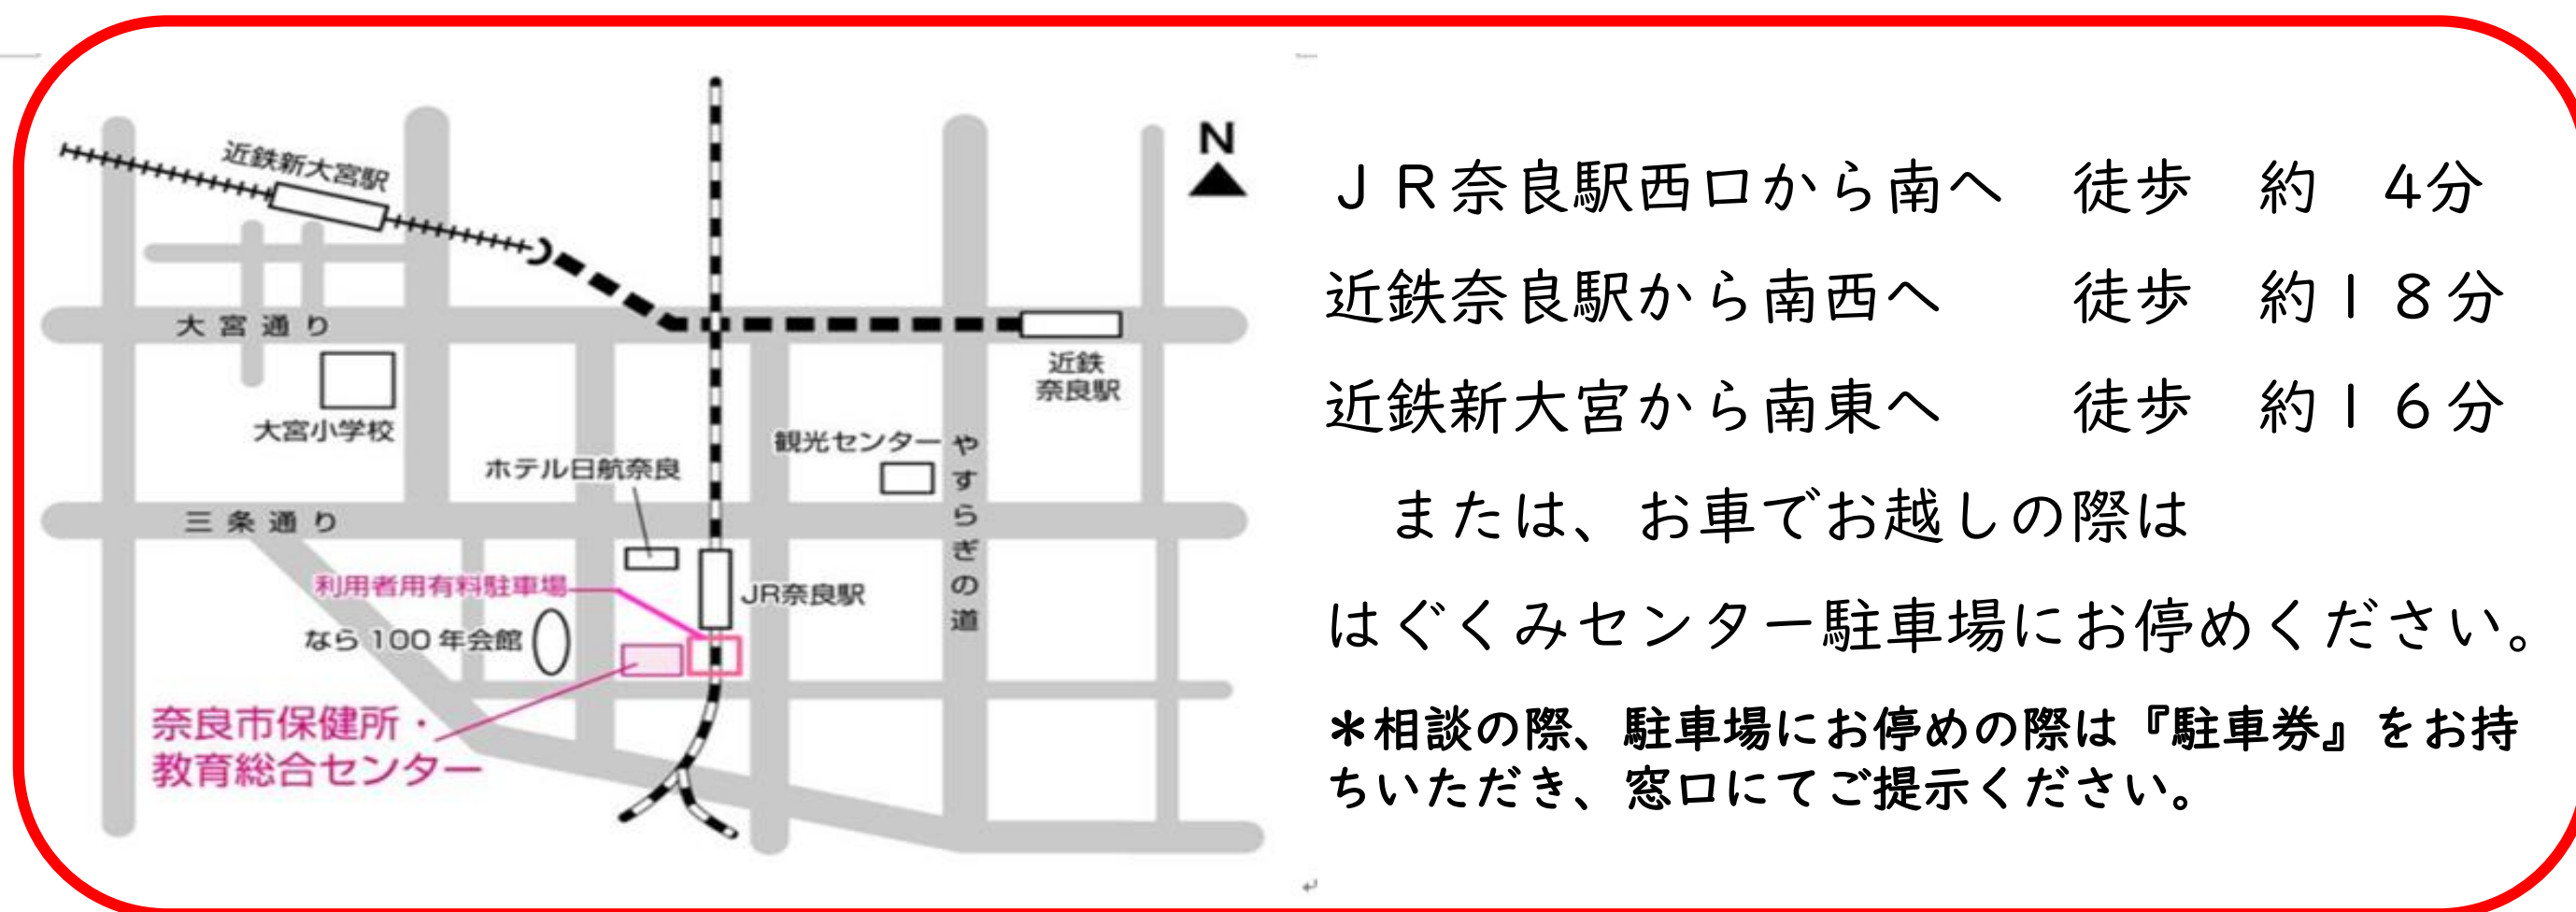 近鉄新大宮駅
N
大宮通り
近鉄
奈良駅
大宮小学校
観光センター
やすらぎの道
ホテル日航奈良
三条通り
利用者用有料駐車場
JR奈良駅
なら100年会館
奈良市保健所・
教育総合センター
ＪＲ奈良駅西口から南へ　徒歩　約　4分
近鉄奈良駅から南西へ　　徒歩　約１８分
近鉄新大宮から南東へ　　徒歩　約１６分
または、お車でお越しの際は
はぐくみセンター駐車場にお停めください。
＊相談の際、駐車場にお停めの際は『駐車券』をお持
ちいただき、窓口にてご提示ください。